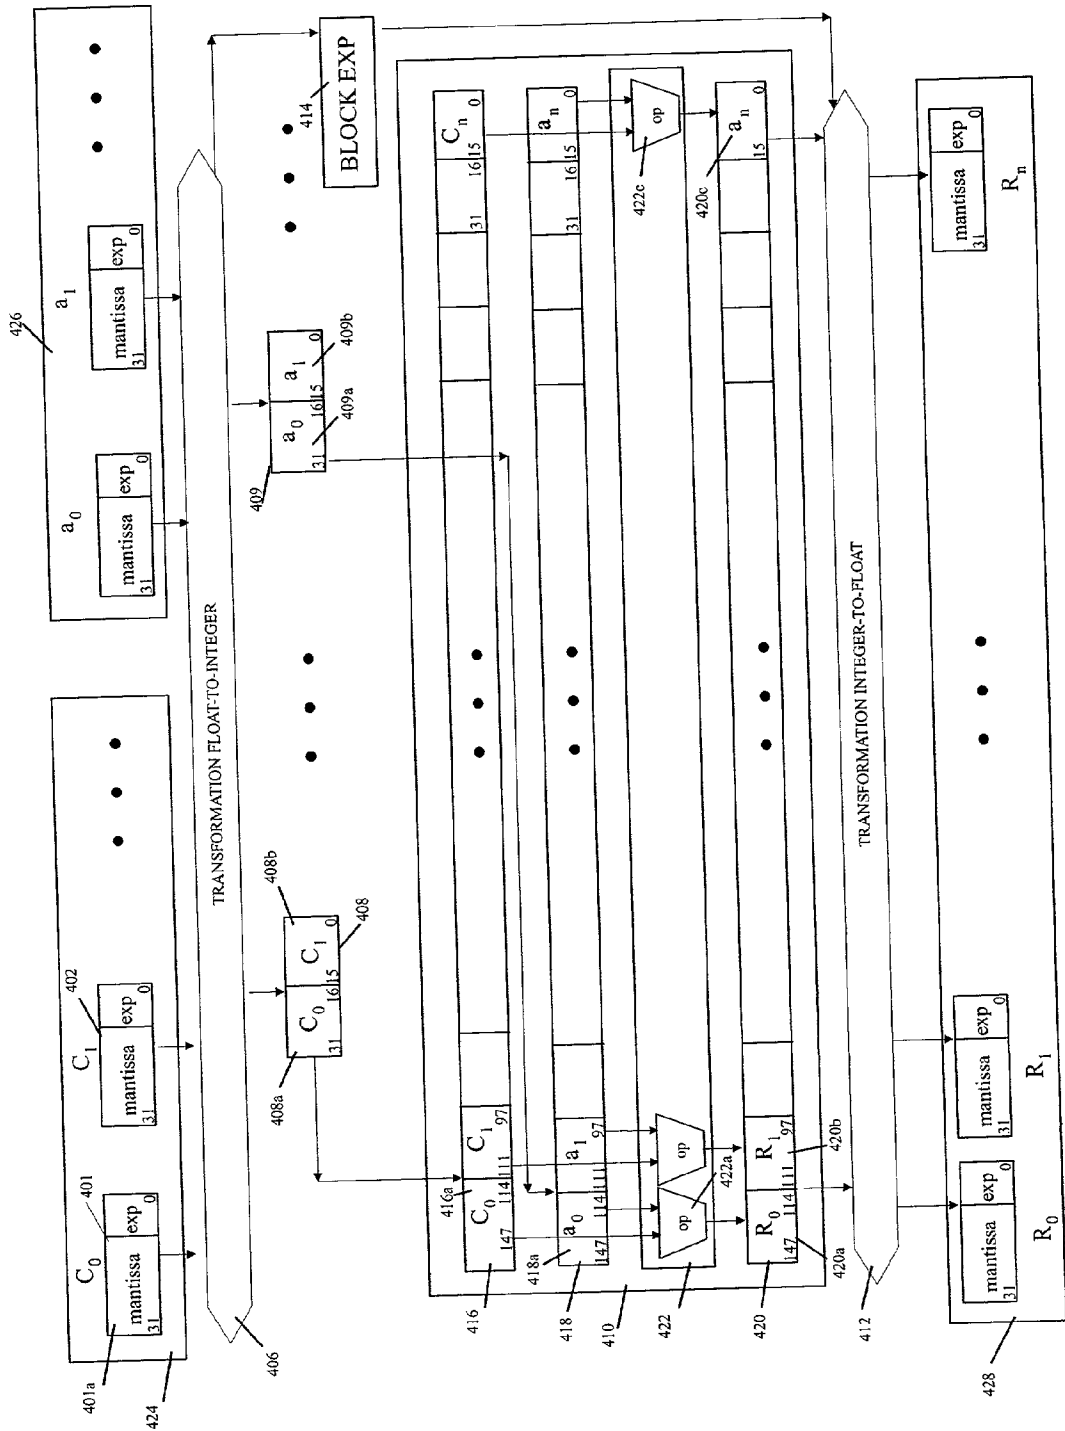 424
401a
401
402
426
C0
C1
a0
a1
mantissa exp
31 0
mantissa exp
31 0
mantissa exp
31 0
mantissa exp
31 0
406
TRANSFORMATION FLOAT-TO-INTEGER
408a
408b
408
C0 C1
31 16 15 0
409
409a
409b
a0 a1
31 16 15 0
414
BLOCK EXP
416
416a
C0 C1 Cn
147 114 111 97 31 16 15 0
418a
418
a0 a1 an
147 114 111 97 31 16 15 0
410
422
op op op
422a
422c
420
420c
R0 R1 an
147 114 111 97 15 0
420a
420b
412
TRANSFORMATION INTEGER-TO-FLOAT
mantissa exp
31 0
mantissa exp
31 0
mantissa exp
31 0
428
R0
R1
Rn